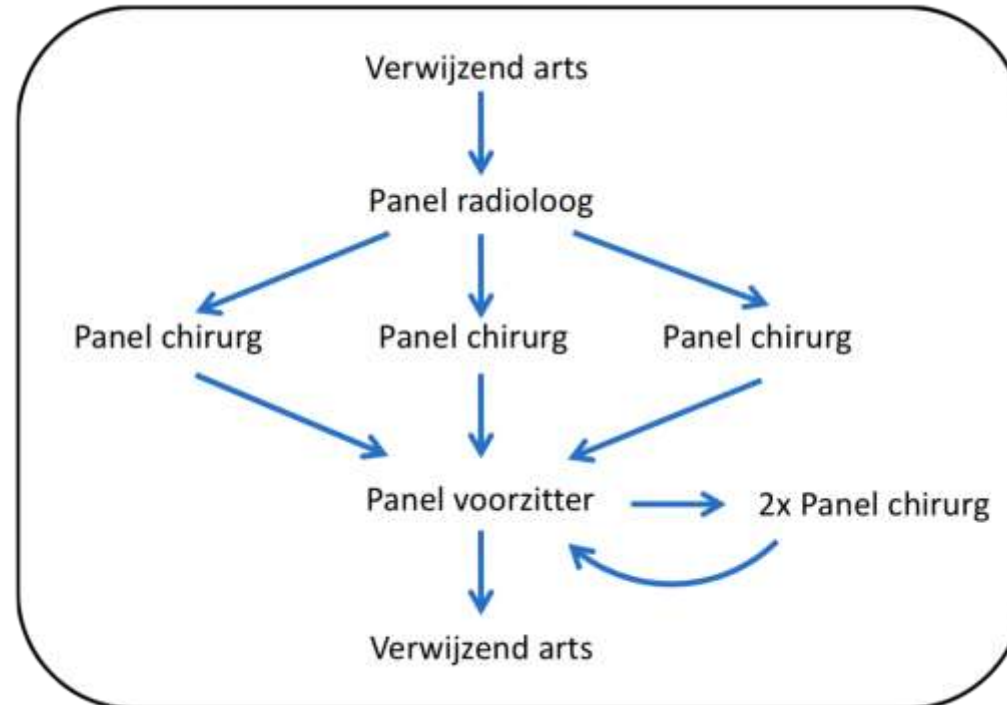 Verwijzend arts
Panel radioloog
Panel chirurg
Panel chirurg
Panel chirurg
Panel voorzitter
2x Panel chirurg
Verwijzend arts